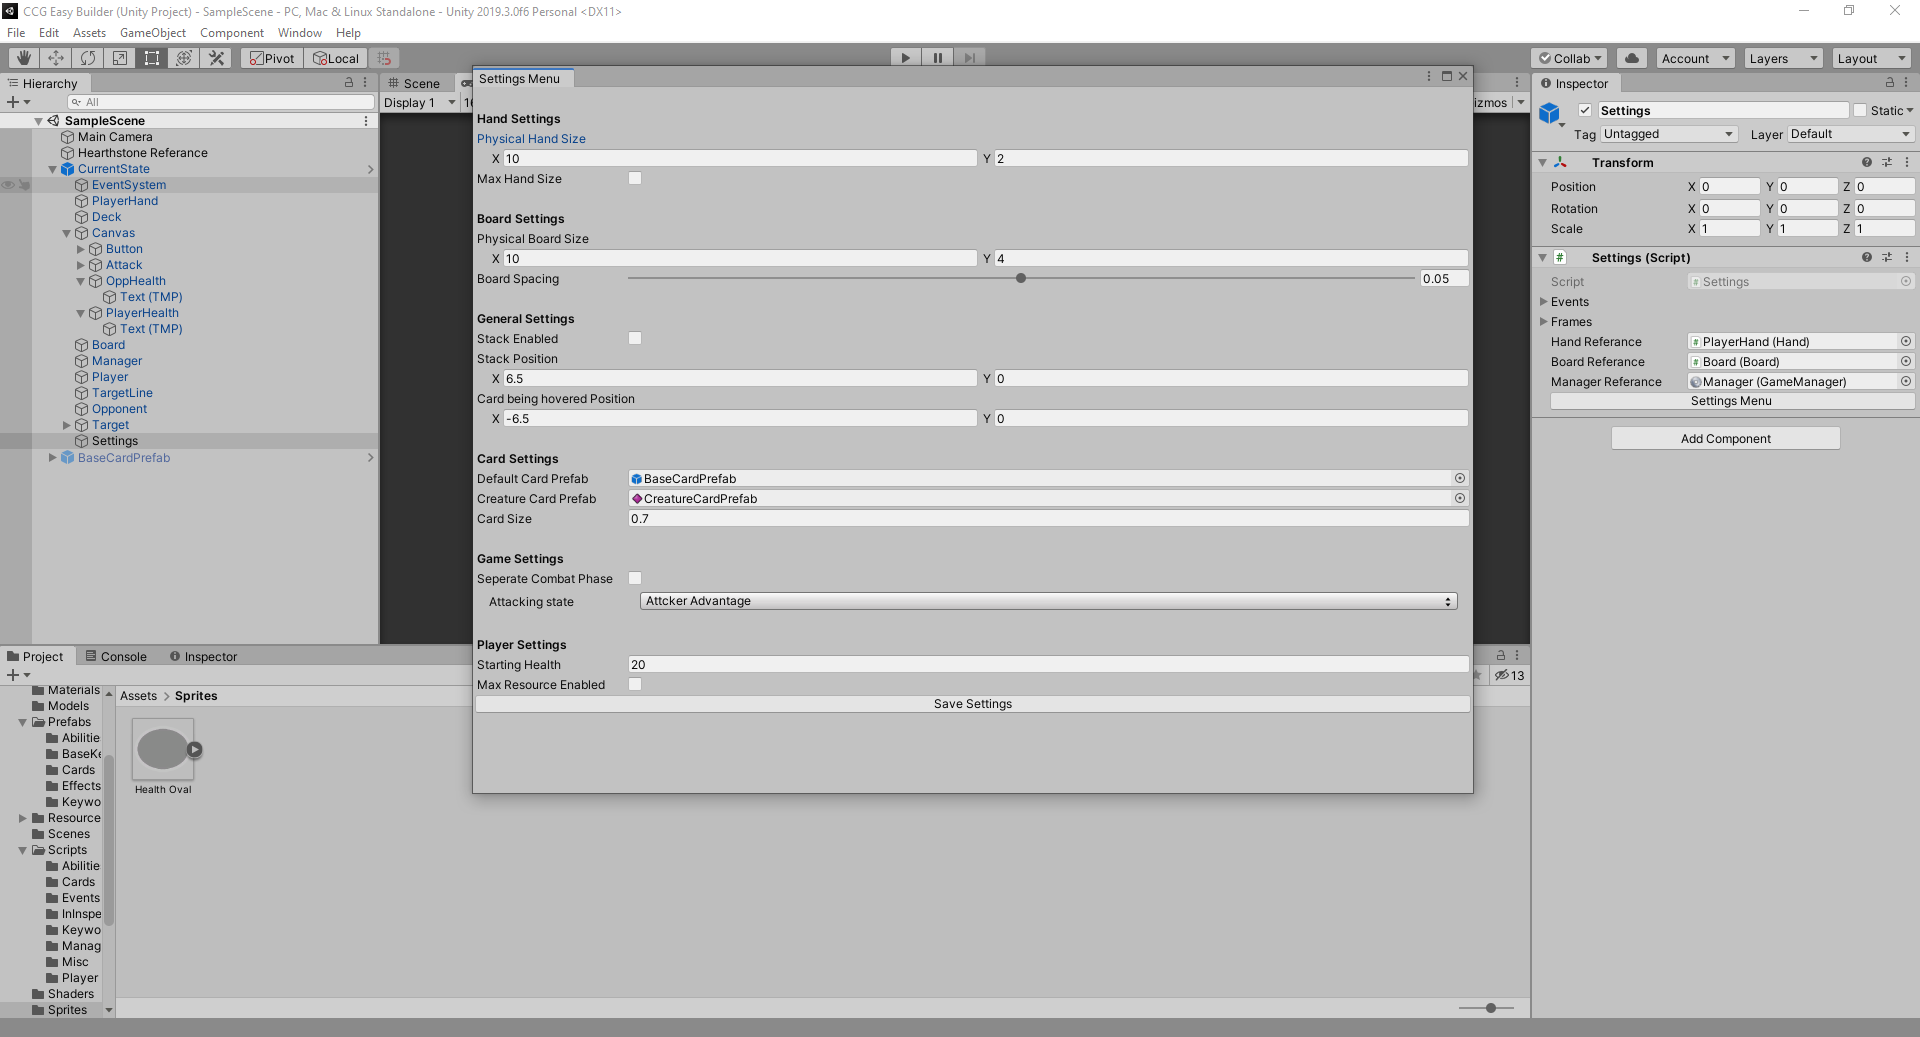 CCG Easy Builder (Unity Project) - SampleScene - PC, Mac & Linux Standalone - Unity 2019.3.0f6 Personal <DX11>
File Edit Assets GameObject Component Window Help
Pivot Local Collab Account Layers Layout
Hierarchy
All
SampleScene
Main Camera
Hearthstone Referance
CurrentState
EventSystem
PlayerHand
Deck
Canvas
Button
Attack
OppHealth
Text (TMP)
PlayerHealth
Text (TMP)
Board
Manager
Player
TargetLine
Opponent
Target
Settings
BaseCardPrefab
Scene
Display 1 16
izmos
Settings Menu
Hand Settings
Physical Hand Size
X 10 Y 2
Max Hand Size
Board Settings
Physical Board Size
X 10 Y 4
Board Spacing 0.05
General Settings
Stack Enabled
Stack Position
X 6.5 Y 0
Card being hovered Position
X -6.5 Y 0
Card Settings
Default Card Prefab BaseCardPrefab
Creature Card Prefab CreatureCardPrefab
Card Size 0.7
Game Settings
Seperate Combat Phase
Attacking state Attcker Advantage
Player Settings
Starting Health 20
Max Resource Enabled
Save Settings
Inspector
Settings Static
Tag Untagged Layer Default
Transform
Position X 0 Y 0 Z 0
Rotation X 0 Y 0 Z 0
Scale X 1 Y 1 Z 1
# Settings (Script)
Script # Settings
Events
Frames
Hand Referance # PlayerHand (Hand)
Board Referance # Board (Board)
Manager Referance Manager (GameManager)
Settings Menu
Add Component
Project Console Inspector
13
Materials
Models
Prefabs
Abilitie
BaseKe
Cards
Effects
Keywo
Resource
Scenes
Scripts
Abilitie
Cards
Events
InInspe
Keywo
Manag
Misc
Player
Shaders
Sprites
Assets > Sprites
Health Oval